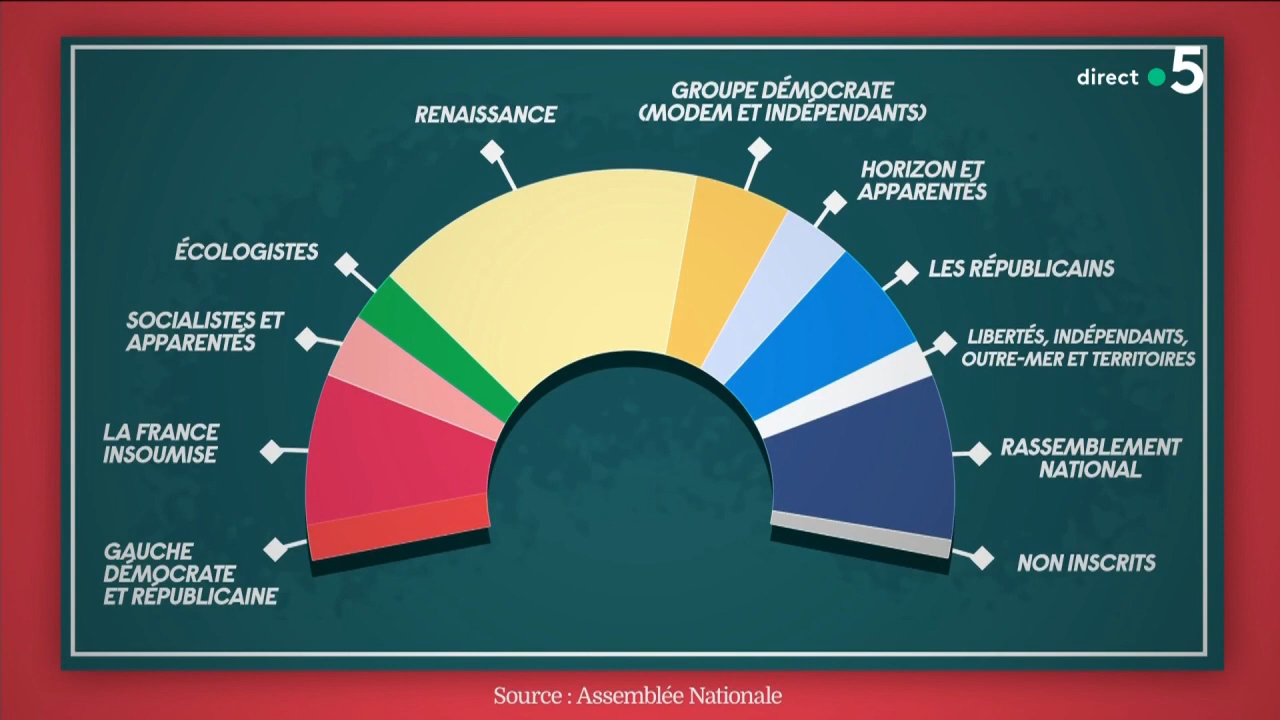 direct 5
GROUPE DÉMOCRATE
(MODEM ET INDÉPENDANTS)
RENAISSANCE
HORIZON ET
APPARENTÉS
ÉCOLOGISTES
LES RÉPUBLICAINS
SOCIALISTES ET
APPARENTÉS
LIBERTÉS, INDÉPENDANTS,
OUTRE-MER ET TERRITOIRES
LA FRANCE
INSOUMISE
RASSEMBLEMENT
NATIONAL
GAUCHE
DÉMOCRATE
ET RÉPUBLICAINE
NON INSCRITS
Source : Assemblée Nationale